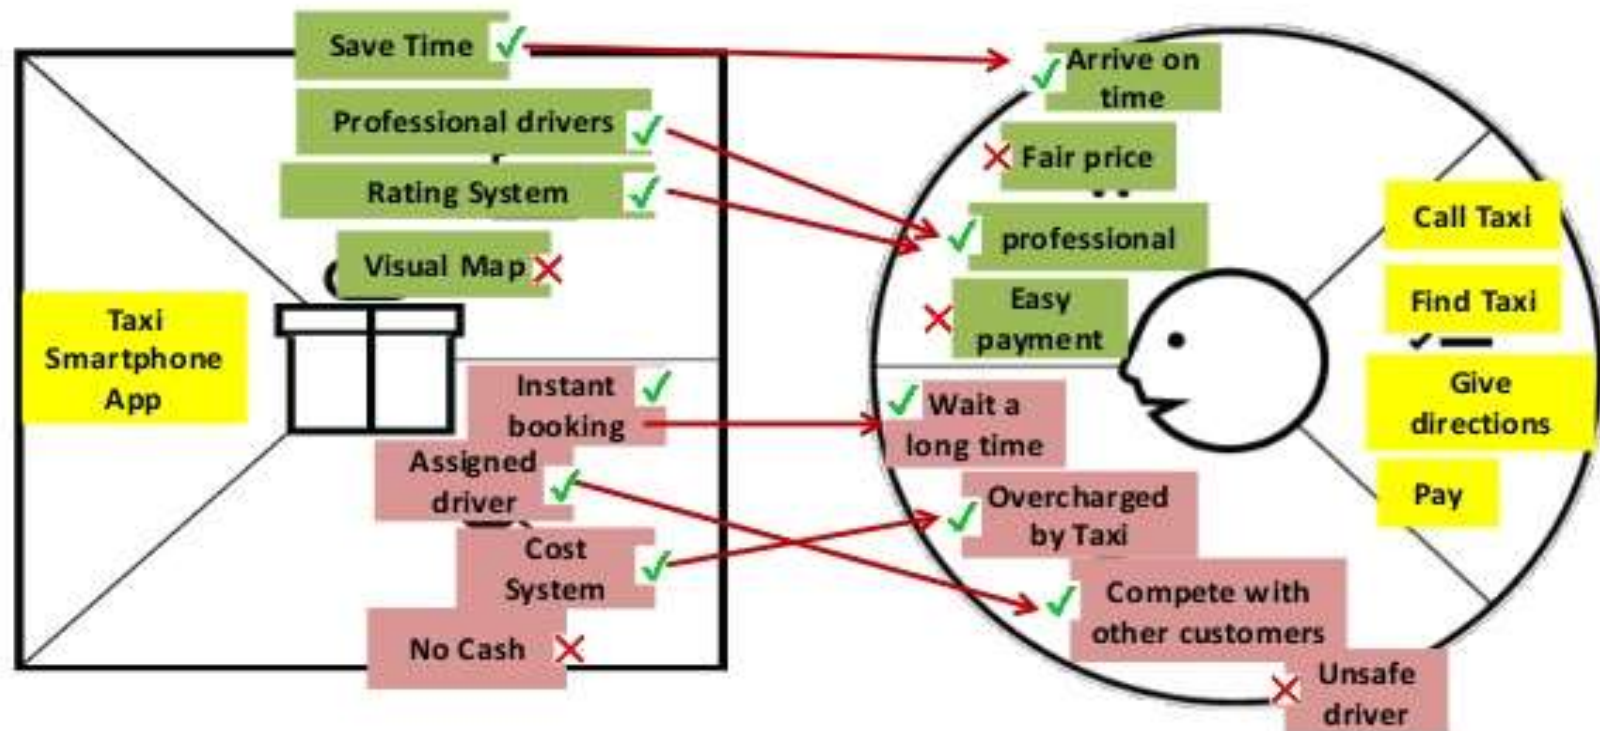 Save Time
Professional drivers
Rating System
Visual Map
Taxi
Smartphone
App
Instant
booking
Assigned
driver
Cost
System
No Cash
Arrive on
time
Fair price
professional
Easy
payment
Wait a
long time
Overcharged
by Taxi
Compete with
other customers
Unsafe
driver
Call Taxi
Find Taxi
Give
directions
Pay